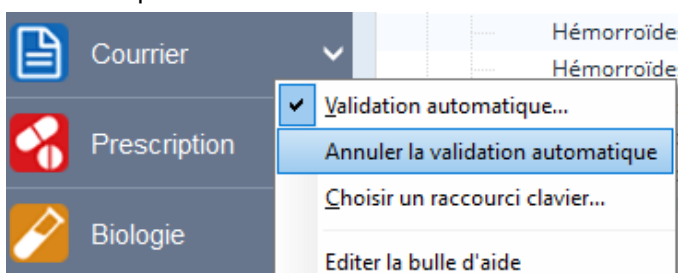 Courrier
Prescription
Biologie
Hémorroïde
Hémorroïde
Validation automatique...
Annuler la validation automatique
Choisir un raccourci clavier...
Editer la bulle d'aide